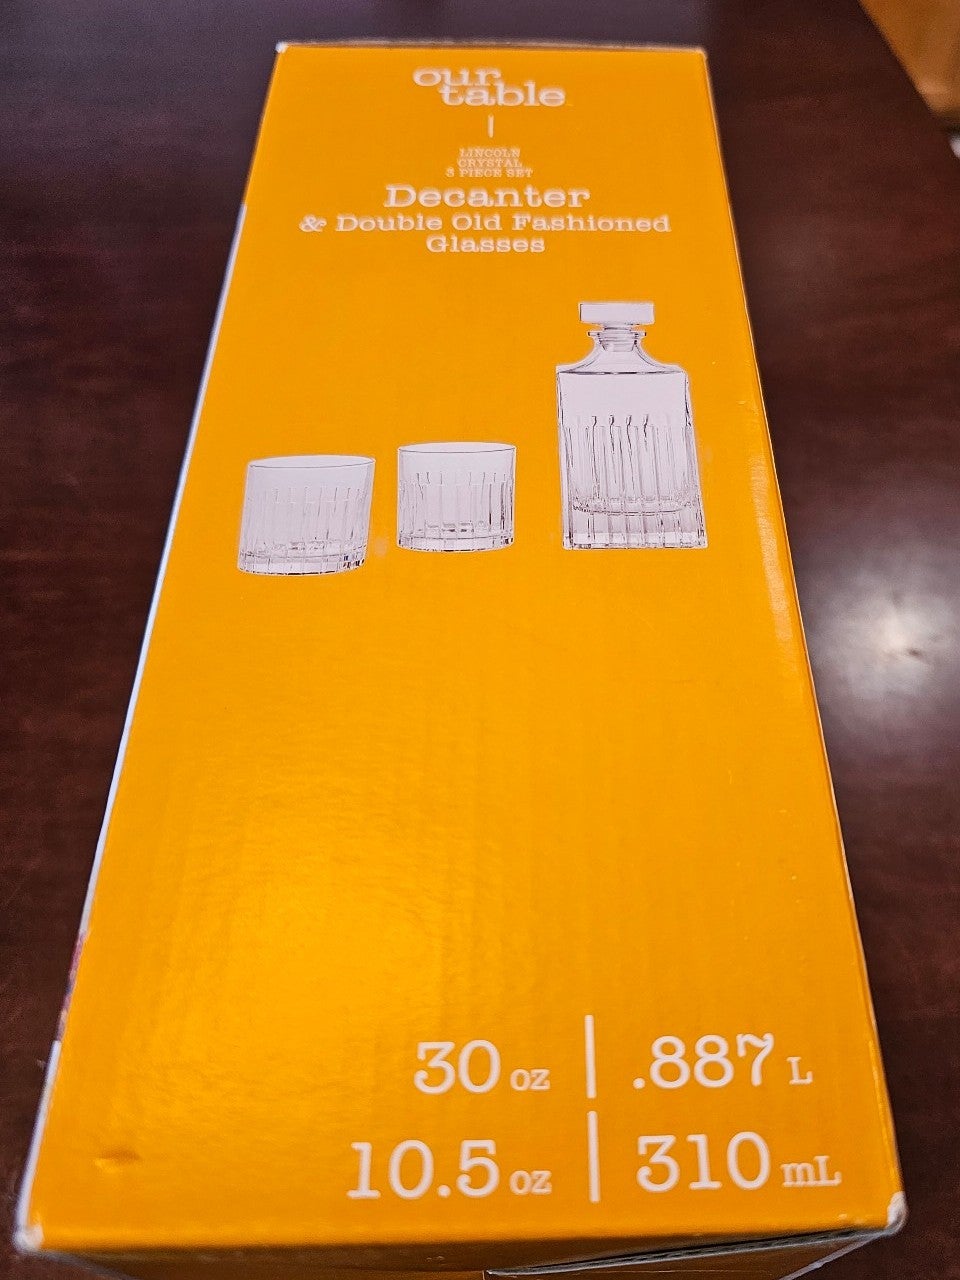 our
table
LINCOLN
CRYSTAL
3 PIECE SET
Decanter
& Double Old Fashioned
Glasses
30 oz | .887 L
10.5 oz | 310 mL